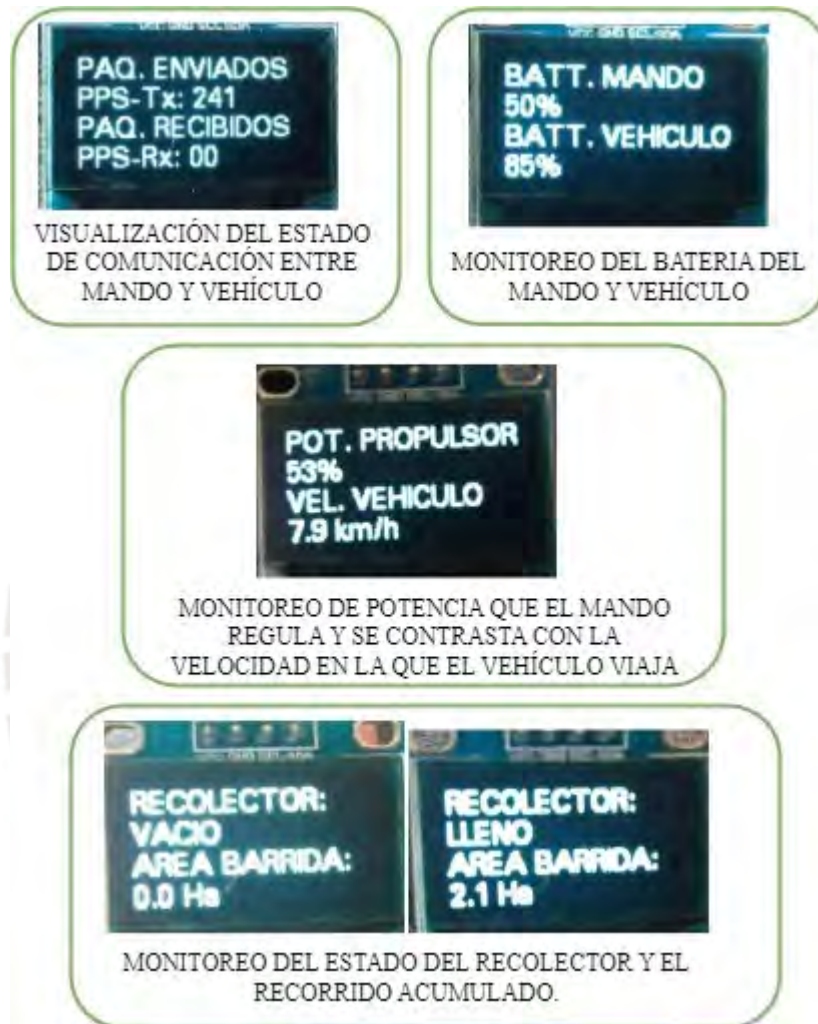 PAQ. ENVIADOS
PPS-Tx: 241
PAQ. RECIBIDOS
PPS-Rx: 00
VISUALIZACIÓN DEL ESTADO
DE COMUNICACIÓN ENTRE
MANDO Y VEHÍCULO
BATT. MANDO
50%
BATT. VEHICULO
85%
MONITOREO DEL BATERIA DEL
MANDO Y VEHÍCULO
POT. PROPULSOR
53%
VEL. VEHICULO
7.9 km/h
MONITOREO DE POTENCIA QUE EL MANDO
REGULA Y SE CONTRASTA CON LA
VELOCIDAD EN LA QUE EL VEHÍCULO VIAJA
RECOLECTOR:
VACIO
AREA BARRIDA:
0.0 Ha
RECOLECTOR:
LLENO
AREA BARRIDA:
2.1 Ha
MONITOREO DEL ESTADO DEL RECOLECTOR Y EL
RECORRIDO ACUMULADO.